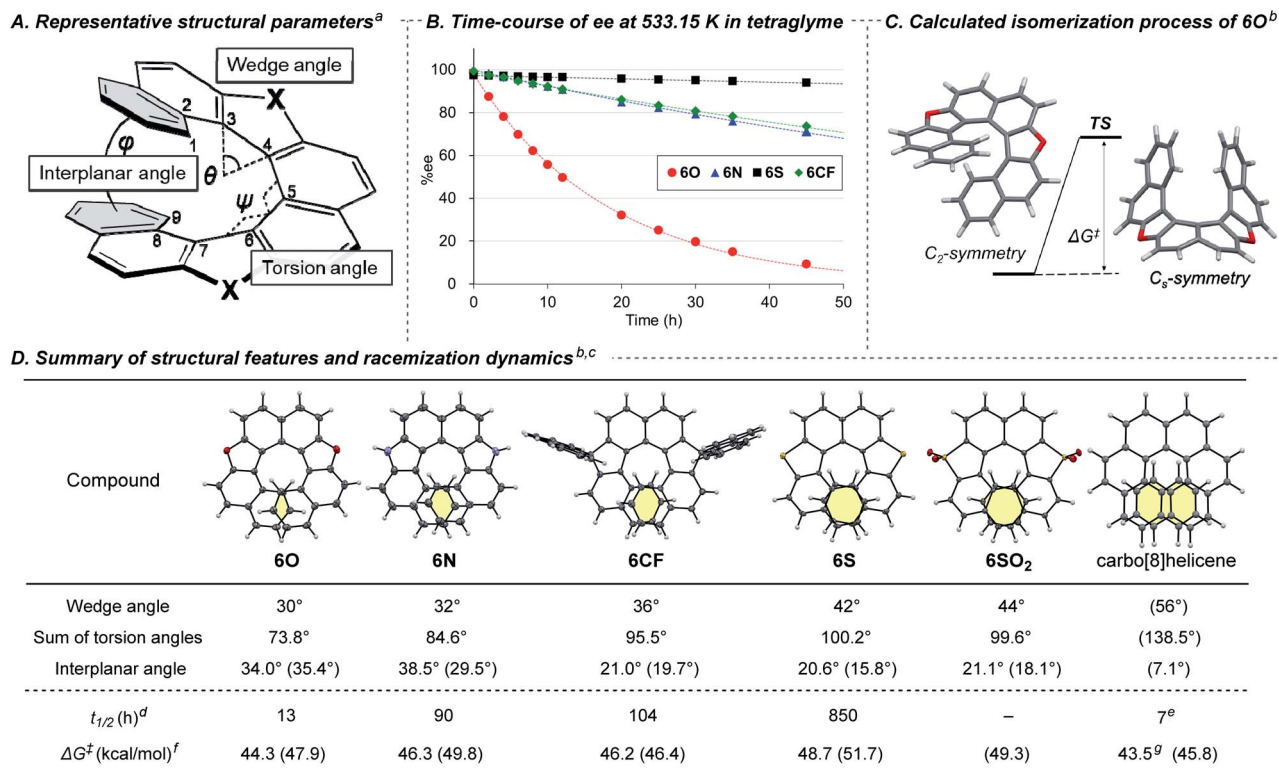 A. Representative structural parametersᵃ
Wedge angle
X
2
3
1
φ
4
Interplanar angle
θ
5
ψ
9
8
7
6
Torsion angle
X
B. Time-course of ee at 533.15 K in tetraglyme
100
80
60
40
20
0
%ee
6O 6N 6S 6CF
0 10 20 30 40 50
Time (h)
C. Calculated isomerization process of 6Oᵇ
TS
ΔG‡
C₂-symmetry
Cₛ-symmetry
D. Summary of structural features and racemization dynamicsᵇ,ᶜ
Compound
6O 6N 6CF 6S 6SO₂ carbo[8]helicene
Wedge angle 30° 32° 36° 42° 44° (56°)
Sum of torsion angles 73.8° 84.6° 95.5° 100.2° 99.6° (138.5°)
Interplanar angle 34.0° (35.4°) 38.5° (29.5°) 21.0° (19.7°) 20.6° (15.8°) 21.1° (18.1°) (7.1°)
t₁/₂ (h)ᵈ 13 90 104 850 – 7ᵉ
ΔG‡ (kcal/mol)ᶠ 44.3 (47.9) 46.3 (49.8) 46.2 (46.4) 48.7 (51.7) (49.3) 43.5ᵍ (45.8)